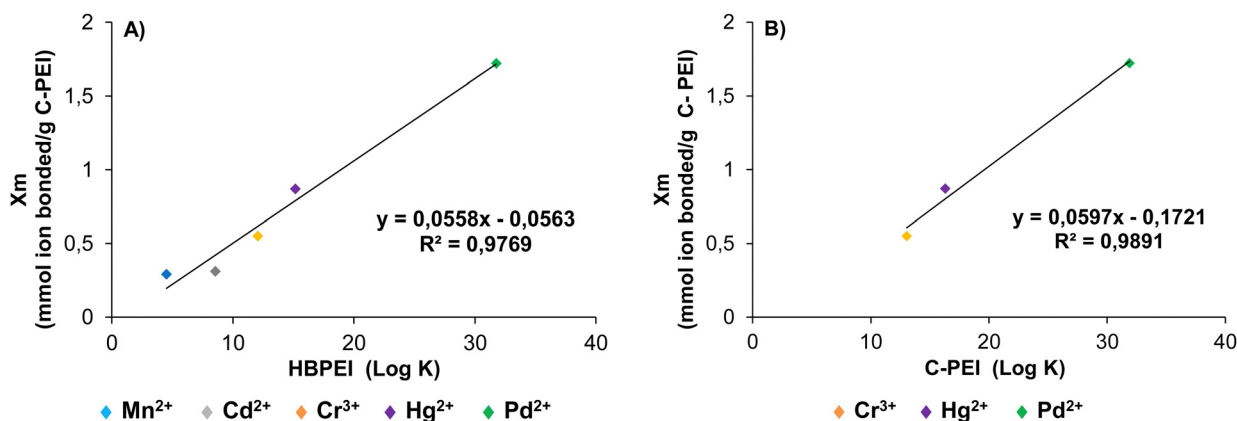 A)
Xm
(mmol ion bonded/g C-PEI)
2
1,5
1
0,5
0
0 10 20 30 40
y = 0,0558x - 0,0563
R² = 0,9769
HBPEI (Log K)
Mn²⁺ Cd²⁺ Cr³⁺ Hg²⁺ Pd²⁺
B)
Xm
(mmol ion bonded/g C- PEI)
2
1,5
1
0,5
0
0 10 20 30 40
y = 0,0597x - 0,1721
R² = 0,9891
C-PEI (Log K)
Cr³⁺ Hg²⁺ Pd²⁺